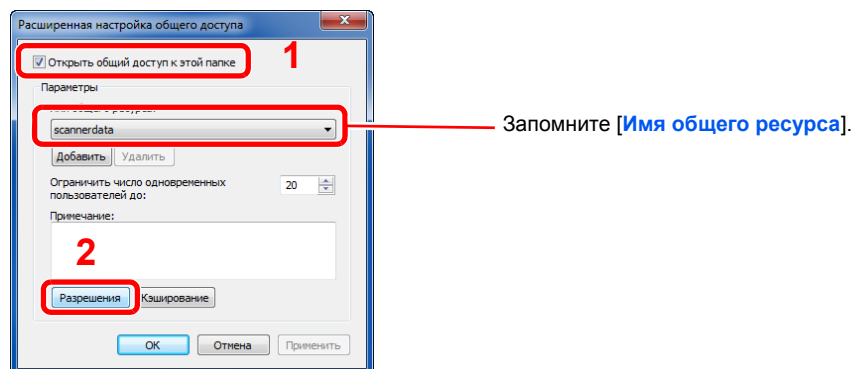 Расширенная настройка общего доступа
1
Открыть общий доступ к этой папке
Параметры
scannerdata
Запомните [Имя общего ресурса].
Добавить Удалить
Ограничить число одновременных
пользователей до:
20
Примечание:
2
Разрешения Кэширование
OK Отмена Применить